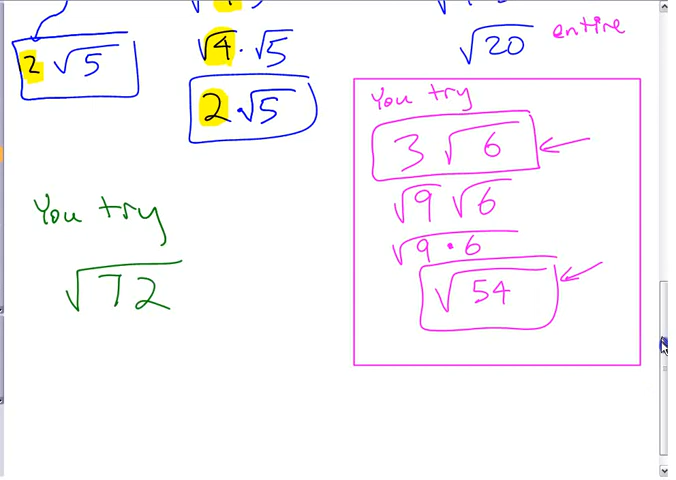 2√5
√4 · √5
2 · √5
√20 entire
You try
3√6
√9 √6
√9 · 6
√54
You try
√72